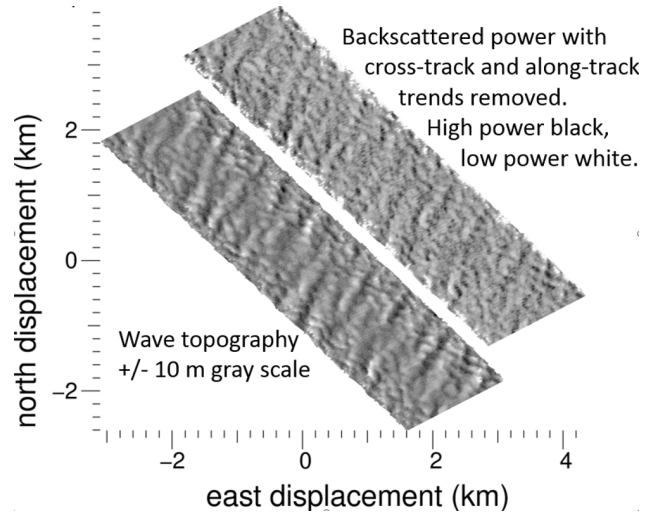 Backscattered power with
cross-track and along-track
trends removed.
High power black,
low power white.
2
0
−2
north displacement (km)
Wave topography
+/- 10 m gray scale
−2
0
2
4
east displacement (km)